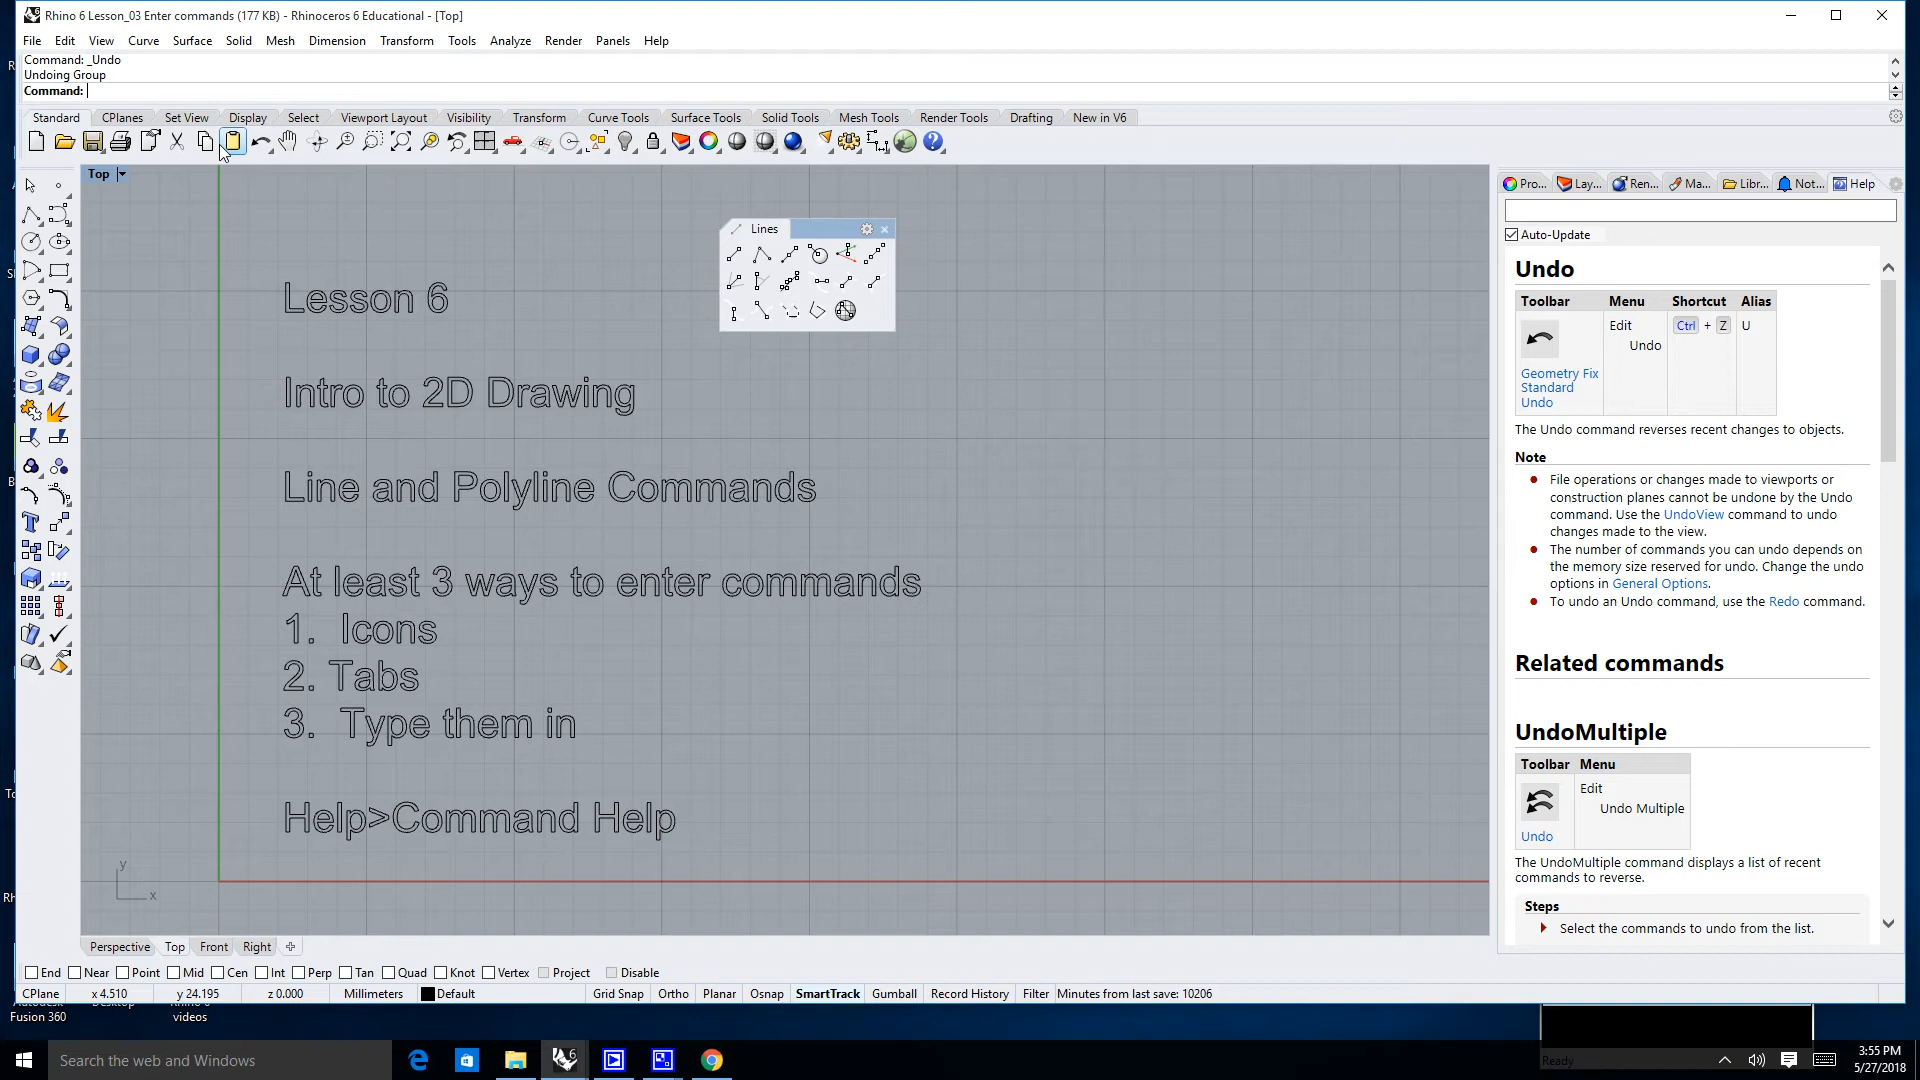 Rhino 6 Lesson_03 Enter commands (177 KB) - Rhinoceros 6 Educational - [Top]
File Edit View Curve Surface Solid Mesh Dimension Transform Tools Analyze Render Panels Help
Command: _Undo
Undoing Group
Command:
Standard CPlanes Set View Display Select Viewport Layout Visibility Transform Curve Tools Surface Tools Solid Tools Mesh Tools Render Tools Drafting New in V6
Top
Pro... Lay... Ren... Ma... Libr... Not... Help
Lines
Auto-Update
Lesson 6
Intro to 2D Drawing
Line and Polyline Commands
At least 3 ways to enter commands
1. Icons
2. Tabs
3. Type them in
Help>Command Help
Undo
Toolbar Menu Shortcut Alias
Edit Ctrl + Z U
Undo
Geometry Fix
Standard
Undo
The Undo command reverses recent changes to objects.
Note
File operations or changes made to viewports or
construction planes cannot be undone by the Undo
command. Use the UndoView command to undo
changes made to the view.
The number of commands you can undo depends on
the memory size reserved for undo. Change the undo
options in General Options.
To undo an Undo command, use the Redo command.
Related commands
UndoMultiple
Toolbar Menu
Edit
Undo Multiple
Undo
The UndoMultiple command displays a list of recent
commands to reverse.
Steps
Select the commands to undo from the list.
y
x
Perspective Top Front Right
End Near Point Mid Cen Int Perp Tan Quad Knot Vertex Project Disable
CPlane x 4.510 y 24.195 z 0.000 Millimeters Default Grid Snap Ortho Planar Osnap SmartTrack Gumball Record History Filter Minutes from last save: 10206
Fusion 360 videos
Ready
Search the web and Windows
6
3:55 PM
5/27/2018